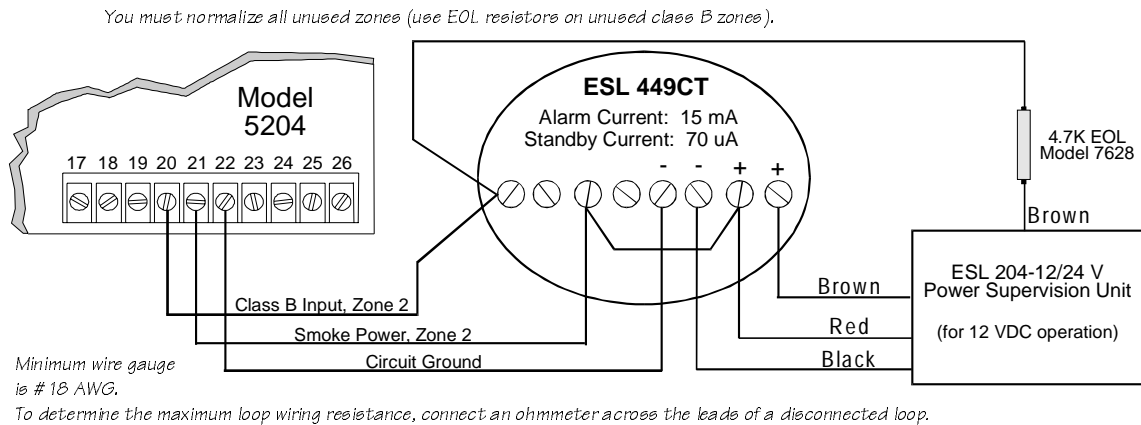 You must normalize all unused zones (use EOL resistors on unused class B zones).
Model
5204
17 18 19 20 21 22 23 24 25 26
ESL 449CT
Alarm Current: 15 mA
Standby Current: 70 uA
- - + +
4.7K EOL
Model 7628
Brown
ESL 204-12/24 V
Power Supervision Unit
(for 12 VDC operation)
Brown
Red
Black
Class B Input, Zone 2
Smoke Power, Zone 2
Circuit Ground
Minimum wire gauge
is # 18 AWG.
To determine the maximum loop wiring resistance, connect an ohmmeter across the leads of a disconnected loop.